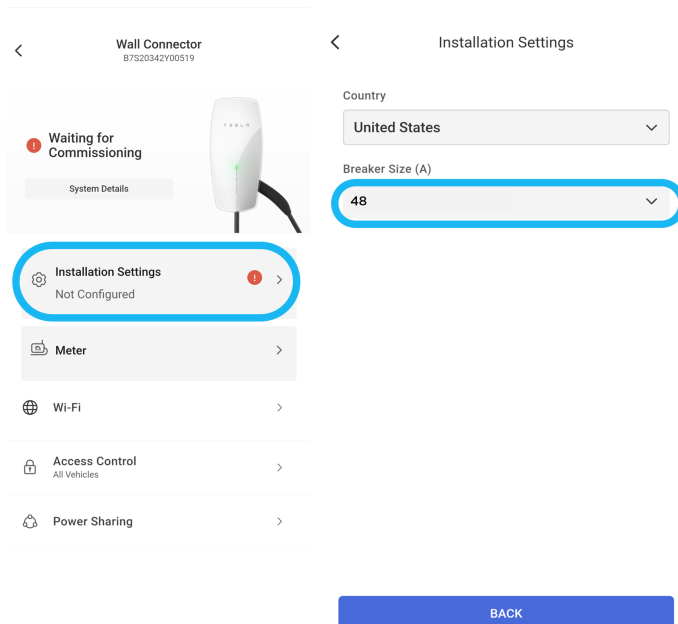 Wall Connector
B7S20342Y00519
Waiting for
Commissioning
TESLA
System Details
Installation Settings
Not Configured
Meter
Wi-Fi
Access Control
All Vehicles
Power Sharing
Installation Settings
Country
United States
Breaker Size (A)
48
BACK